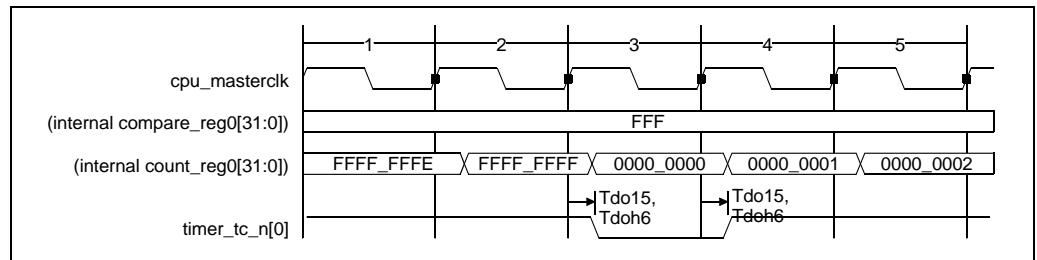 1 2 3 4 5
cpu_masterclk
(internal compare_reg0[31:0]) FFF
(internal count_reg0[31:0]) FFFF_FFFE FFFF_FFFF 0000_0000 0000_0001 0000_0002
Tdo15, Tdo15,
Tdoh6 Tdoh6
timer_tc_n[0]